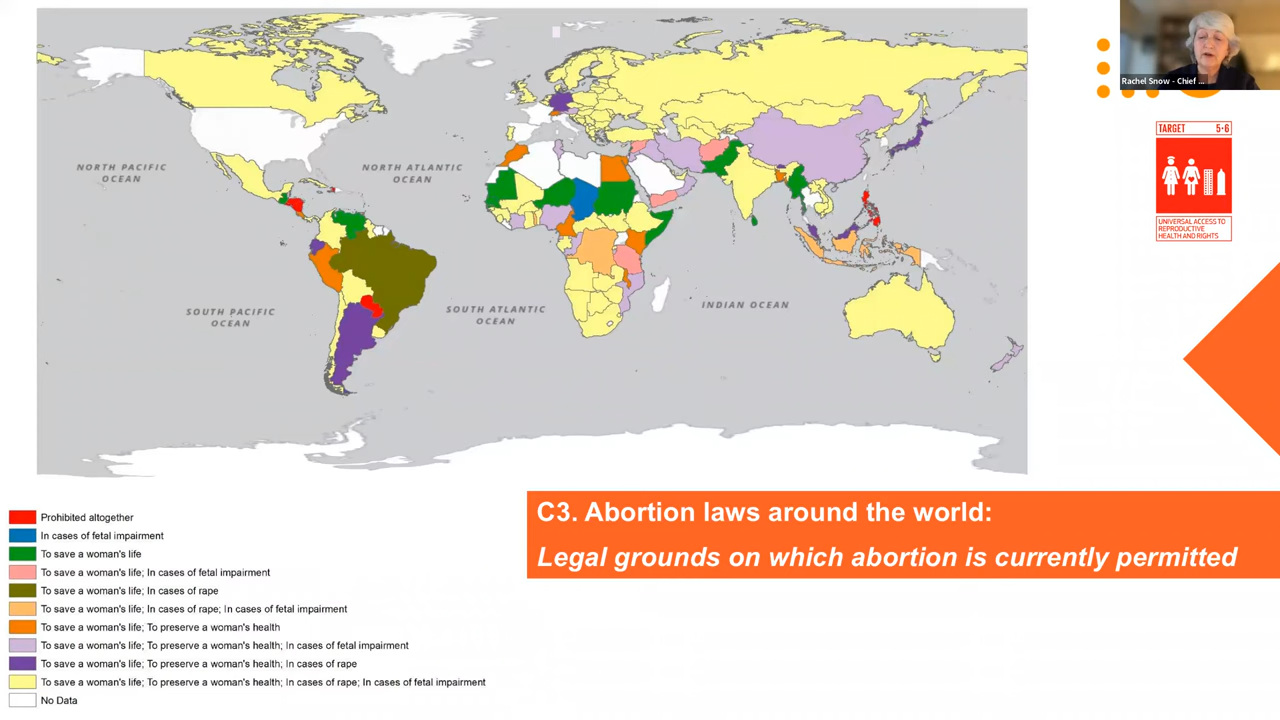 Rachel Snow - Chief ...
TARGET 5·6
UNIVERSAL ACCESS TO
REPRODUCTIVE
HEALTH AND RIGHTS
NORTH PACIFIC
OCEAN
NORTH ATLANTIC
OCEAN
SOUTH PACIFIC
OCEAN
SOUTH ATLANTIC
OCEAN
INDIAN OCEAN
C3. Abortion laws around the world:
Legal grounds on which abortion is currently permitted
Prohibited altogether
In cases of fetal impairment
To save a woman's life
To save a woman's life; In cases of fetal impairment
To save a woman's life; In cases of rape
To save a woman's life; In cases of rape; In cases of fetal impairment
To save a woman's life; To preserve a woman's health
To save a woman's life; To preserve a woman's health; In cases of fetal impairment
To save a woman's life; To preserve a woman's health; In cases of rape
To save a woman's life; To preserve a woman's health; In cases of rape; In cases of fetal impairment
No Data